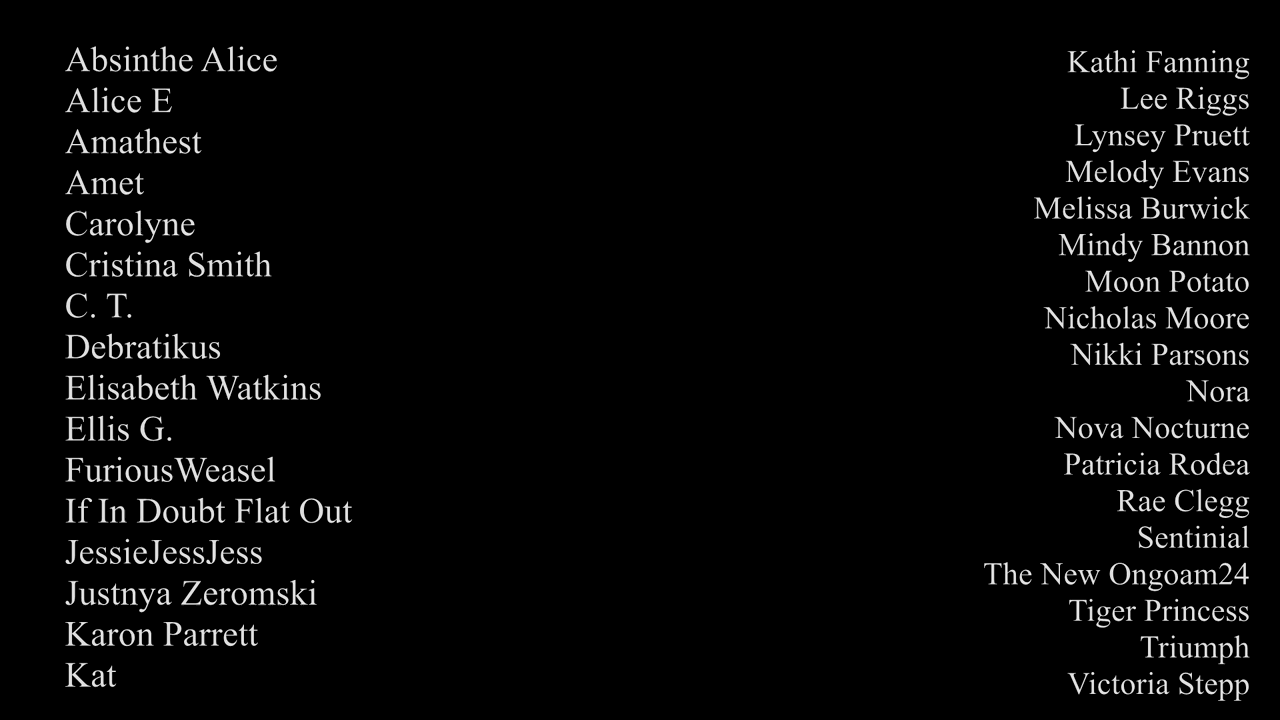 Absinthe Alice
Alice E
Amathest
Amet
Carolyne
Cristina Smith
C. T.
Debratikus
Elisabeth Watkins
Ellis G.
FuriousWeasel
If In Doubt Flat Out
JessieJessJess
Justnya Zeromski
Karon Parrett
Kat
Kathi Fanning
Lee Riggs
Lynsey Pruett
Melody Evans
Melissa Burwick
Mindy Bannon
Moon Potato
Nicholas Moore
Nikki Parsons
Nora
Nova Nocturne
Patricia Rodea
Rae Clegg
Sentinial
The New Ongoam24
Tiger Princess
Triumph
Victoria Stepp